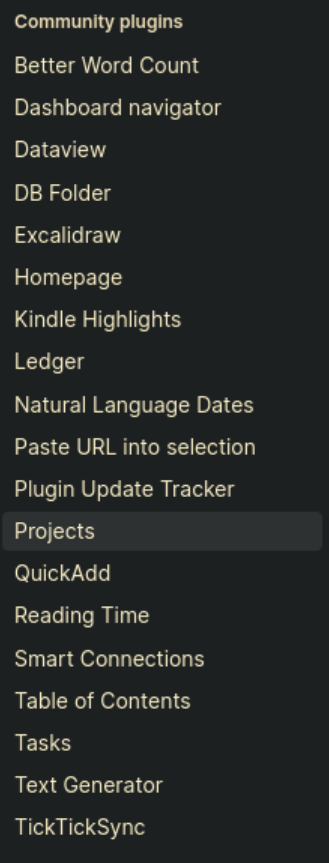 Community plugins
Better Word Count
Dashboard navigator
Dataview
DB Folder
Excalidraw
Homepage
Kindle Highlights
Ledger
Natural Language Dates
Paste URL into selection
Plugin Update Tracker
Projects
QuickAdd
Reading Time
Smart Connections
Table of Contents
Tasks
Text Generator
TickTickSync